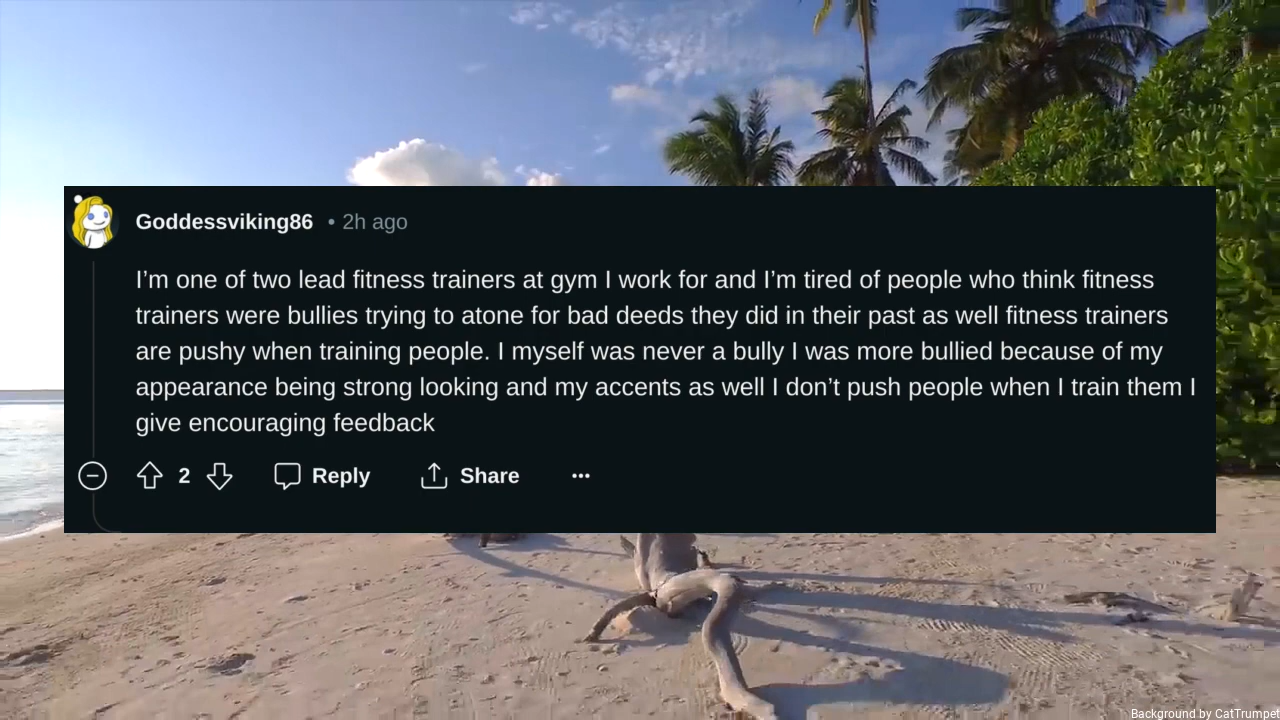 Goddessviking86 • 2h ago
I’m one of two lead fitness trainers at gym I work for and I’m tired of people who think fitness
trainers were bullies trying to atone for bad deeds they did in their past as well fitness trainers
are pushy when training people. I myself was never a bully I was more bullied because of my
appearance being strong looking and my accents as well I don’t push people when I train them I
give encouraging feedback
2 Reply Share
Background by CatTrumpet